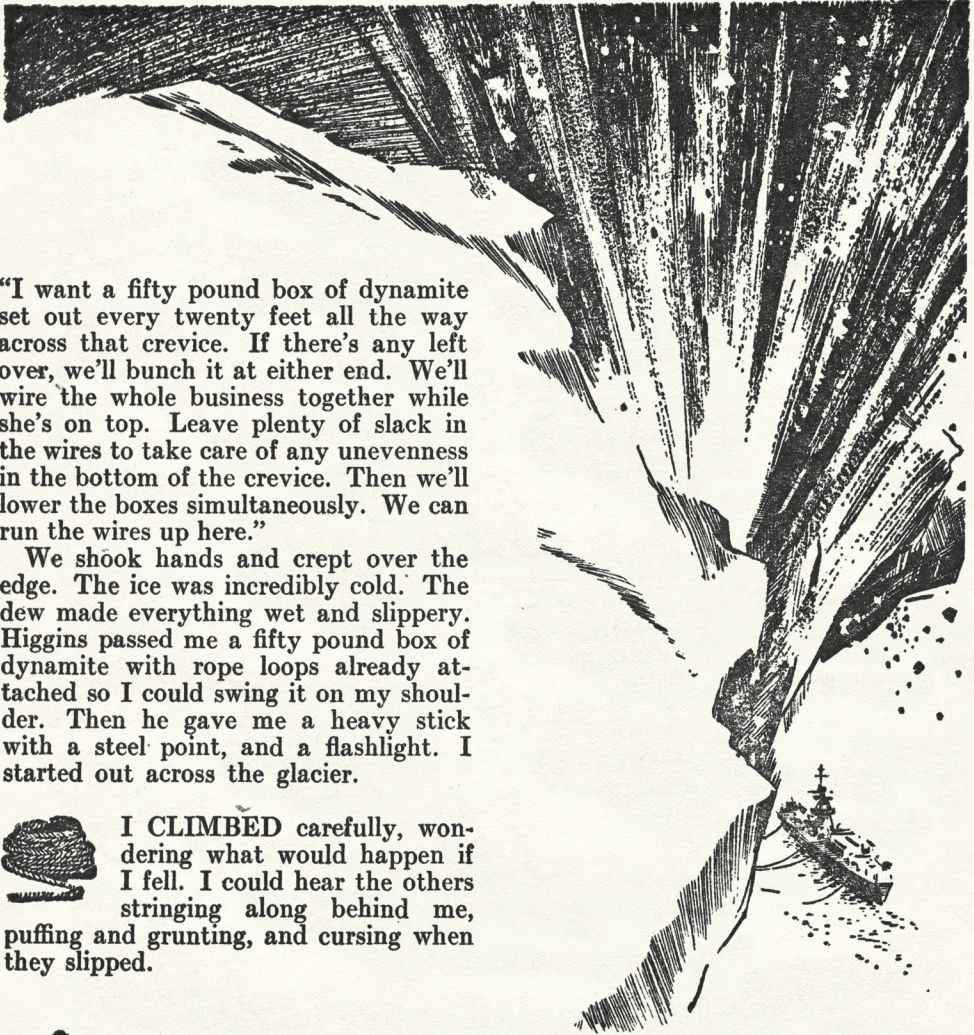 “I want a fifty pound box of dynamite
set out every twenty feet all the way
across that crevice. If there’s any left
over, we’ll bunch it at either end. We’ll
wire the whole business together while
she’s on top. Leave plenty of slack in
the wires to take care of any unevenness
in the bottom of the crevice. Then we’ll
lower the boxes simultaneously. We can
run the wires up here.”
We shook hands and crept over the
edge. The ice was incredibly cold. The
dew made everything wet and slippery.
Higgins passed me a fifty pound box of
dynamite with rope loops already at-
tached so I could swing it on my shoul-
der. Then he gave me a heavy stick
with a steel point, and a flashlight. I
started out across the glacier.
I CLIMBED carefully, won-
dering what would happen if
I fell. I could hear the others
stringing along behind me,
puffing and grunting, and cursing when
they slipped.